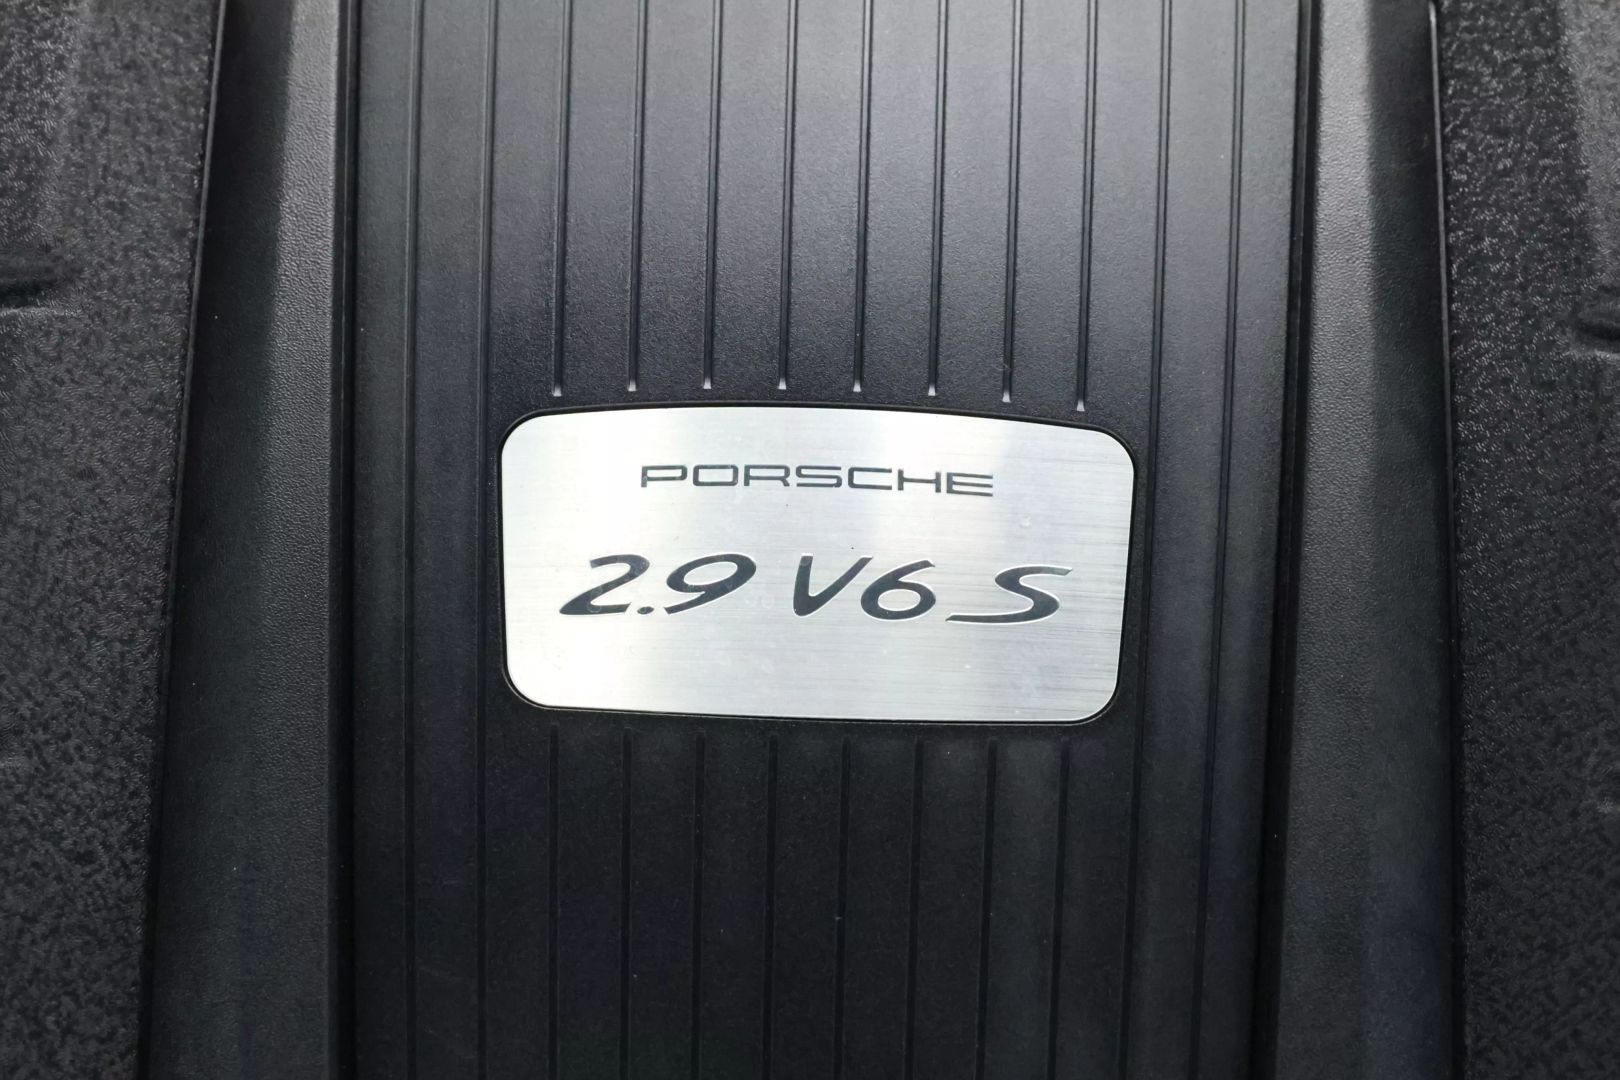 PORSCHE
2.9 V6 S